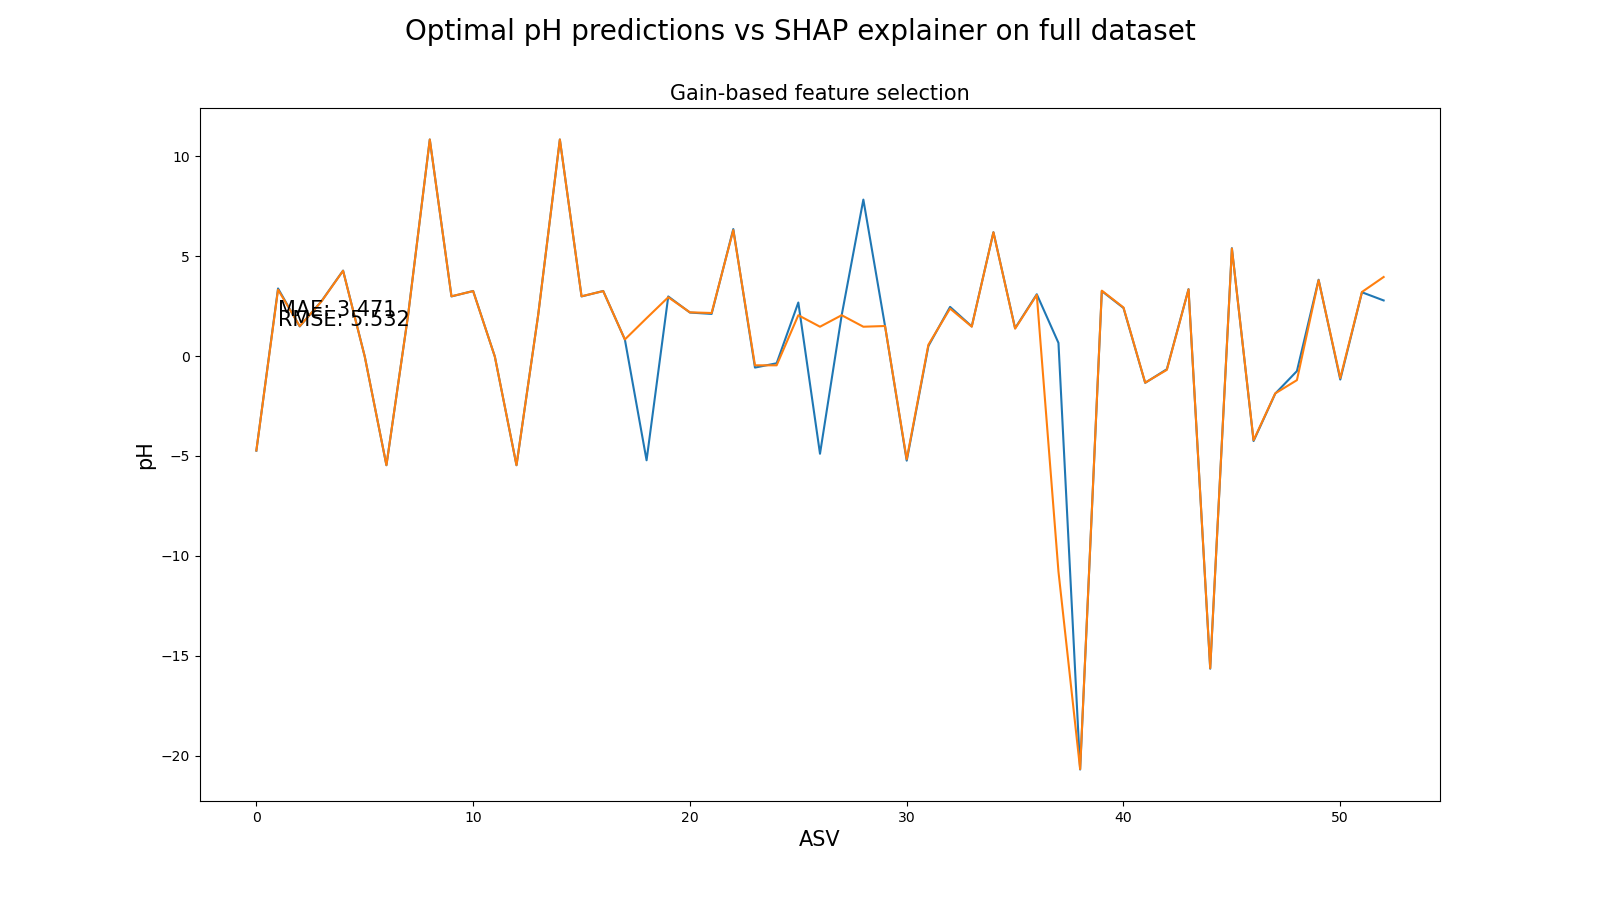 Optimal pH predictions vs SHAP explainer on full dataset
Gain-based feature selection
10
5
0
−5
−10
−15
−20
pH
MAE: 3.471
RMSE: 5.532
0 10 20 30 40 50
ASV